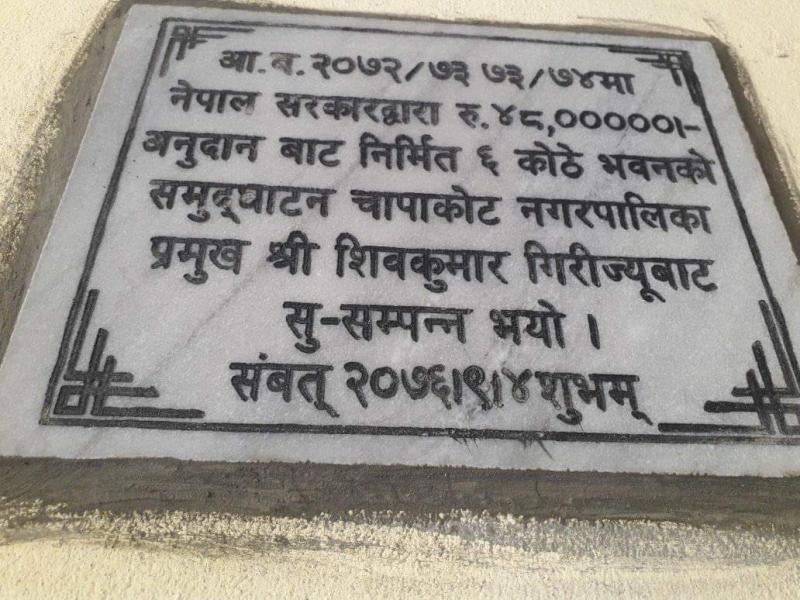 आ.ब.२०७२/७३ ७३/७४मा
नेपाल सरकारद्वारा रु.४८,०००००।-
अनुदान बाट निर्मित ६ कोठे भवनको
समुद्घाटन चापाकोट नगरपालिका
प्रमुख श्री शिवकुमार गिरीज्यूबाट
सु-सम्पन्न भयो ।
संबत् २०७६।९।४ शुभम्